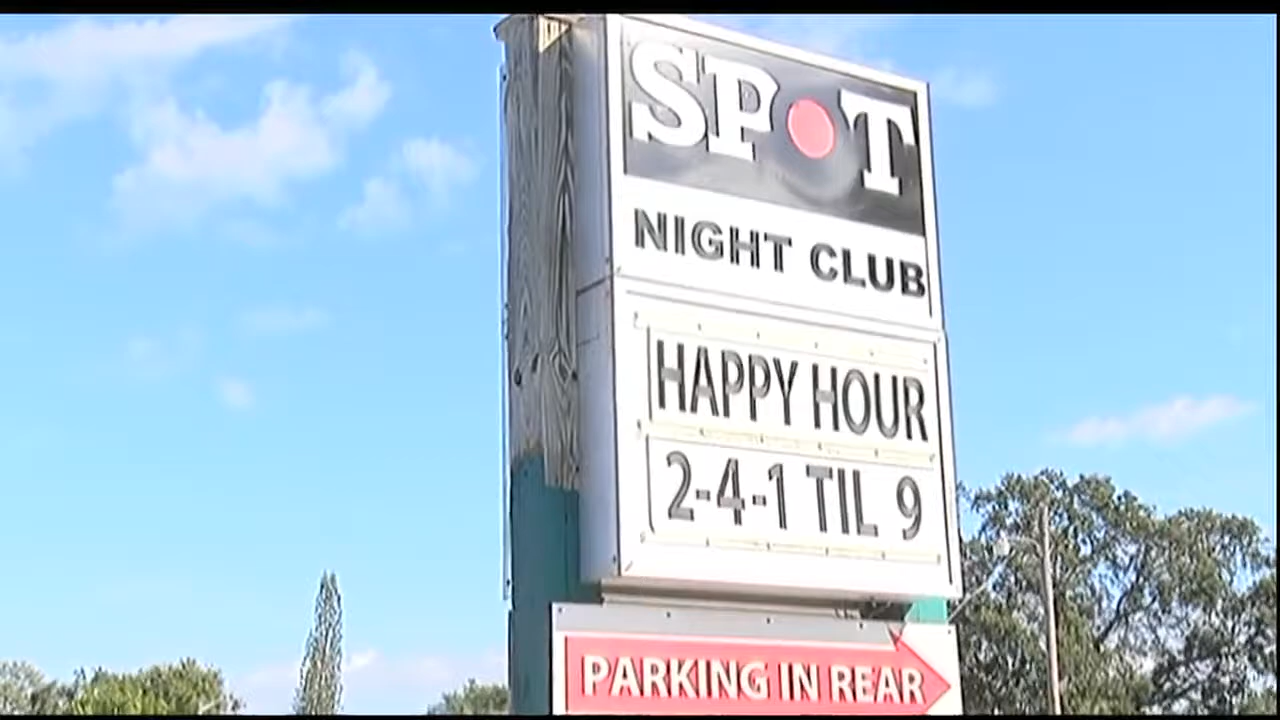 SPOT
NIGHT CLUB
HAPPY HOUR
2-4-1 TIL 9
PARKING IN REAR